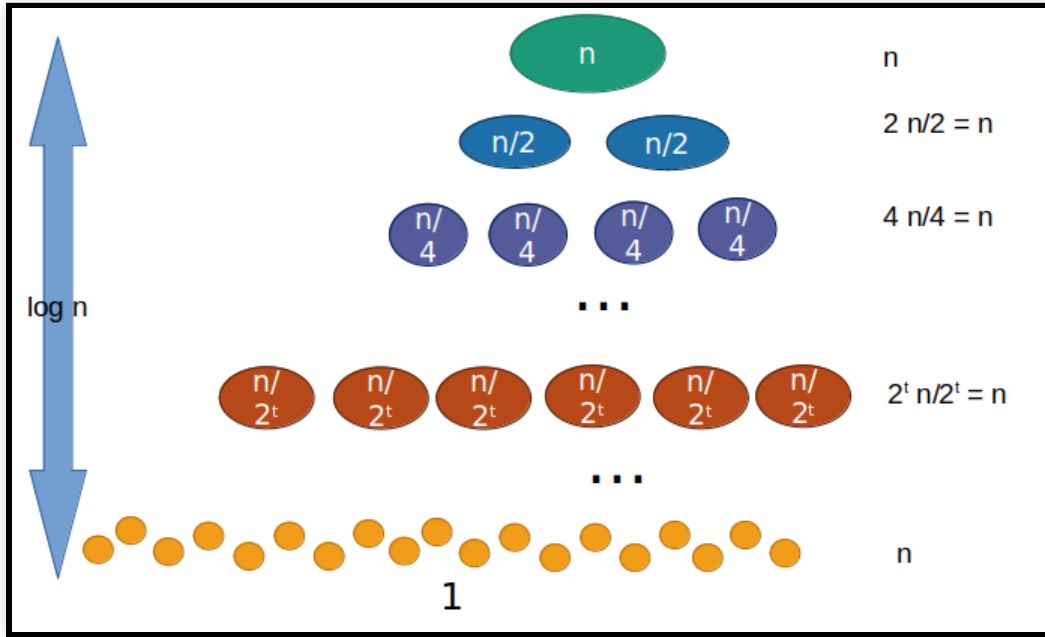 n
n
n/2
n/2
2 n/2 = n
n/
4
n/
4
n/
4
n/
4
4 n/4 = n
log n
...
n/
2ᵗ
n/
2ᵗ
n/
2ᵗ
n/
2ᵗ
n/
2ᵗ
n/
2ᵗ
2ᵗ n/2ᵗ = n
...
n
1